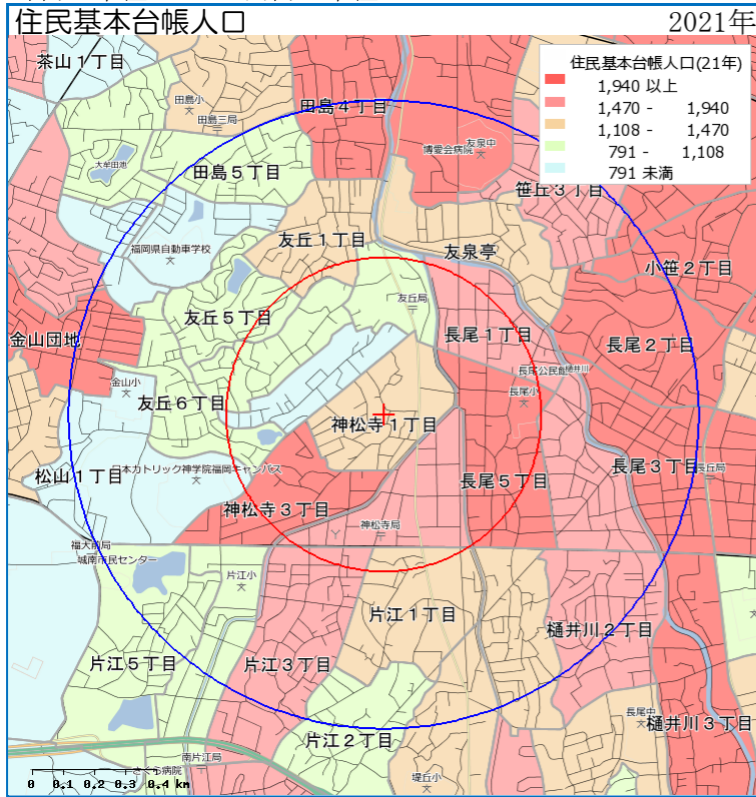 住民基本台帳人口
2021年
住民基本台帳人口(21年)
1,940 以上
1,470 - 1,940
1,108 - 1,470
791 - 1,108
791 未満
茶山1丁目
田島小
田島三局
田島4丁目
友泉中
博愛会病院
大牟田池
田島5丁目
笹丘3丁目
友丘1丁目
友泉亭
福岡県自動車学校
小笹2丁目
友丘局
友丘5丁目
金山団地
長尾1丁目
長尾2丁目
樋井川
金山小
長尾小
友丘6丁目
神松寺1丁目
松山1丁目
日本カトリック神学院福岡キャンパス
長尾3丁目
長丘局
長尾5丁目
神松寺3丁目
神松寺局
福大前局
城南市民センター
片江小
片江1丁目
樋井川2丁目
片江5丁目
片江3丁目
長尾中
樋井川3丁目
片江2丁目
南片江局
さくら病院
堤丘小
0 0.1 0.2 0.3 0.4 km